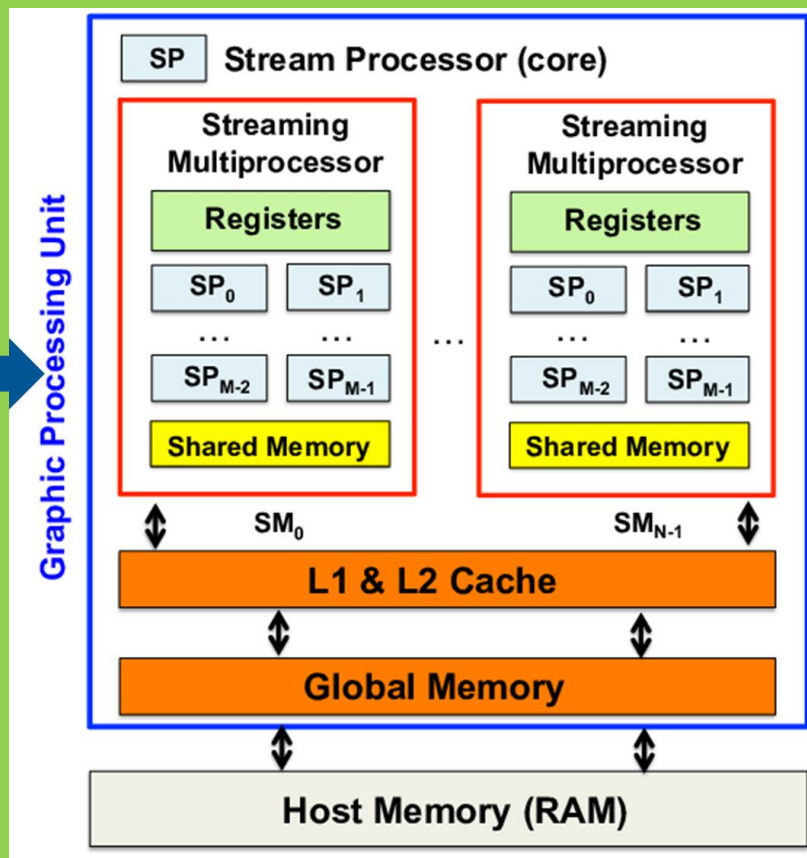 Graphic Processing Unit
SP Stream Processor (core)
Streaming
Multiprocessor
Registers
SP0 SP1
... ...
SPM-2 SPM-1
Shared Memory
SM0
...
Streaming
Multiprocessor
Registers
SP0 SP1
... ...
SPM-2 SPM-1
Shared Memory
SMN-1
L1 & L2 Cache
Global Memory
Host Memory (RAM)